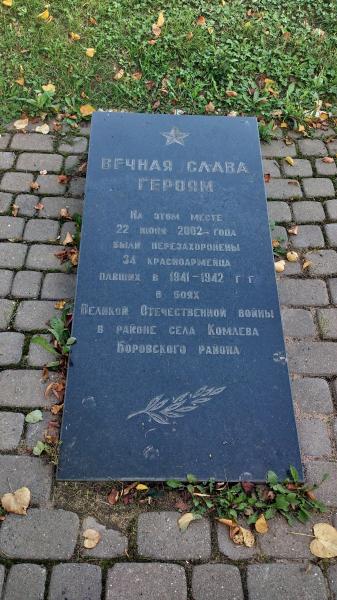 ВЕЧНАЯ СЛАВА
ГЕРОЯМ
На этом месте
22 июня 2002-года
были перезахоронены
34 красноармейца
павших в 1941-1942 г г
в боях
Великой Отечественной войны
в районе села Комлева
Боровского района